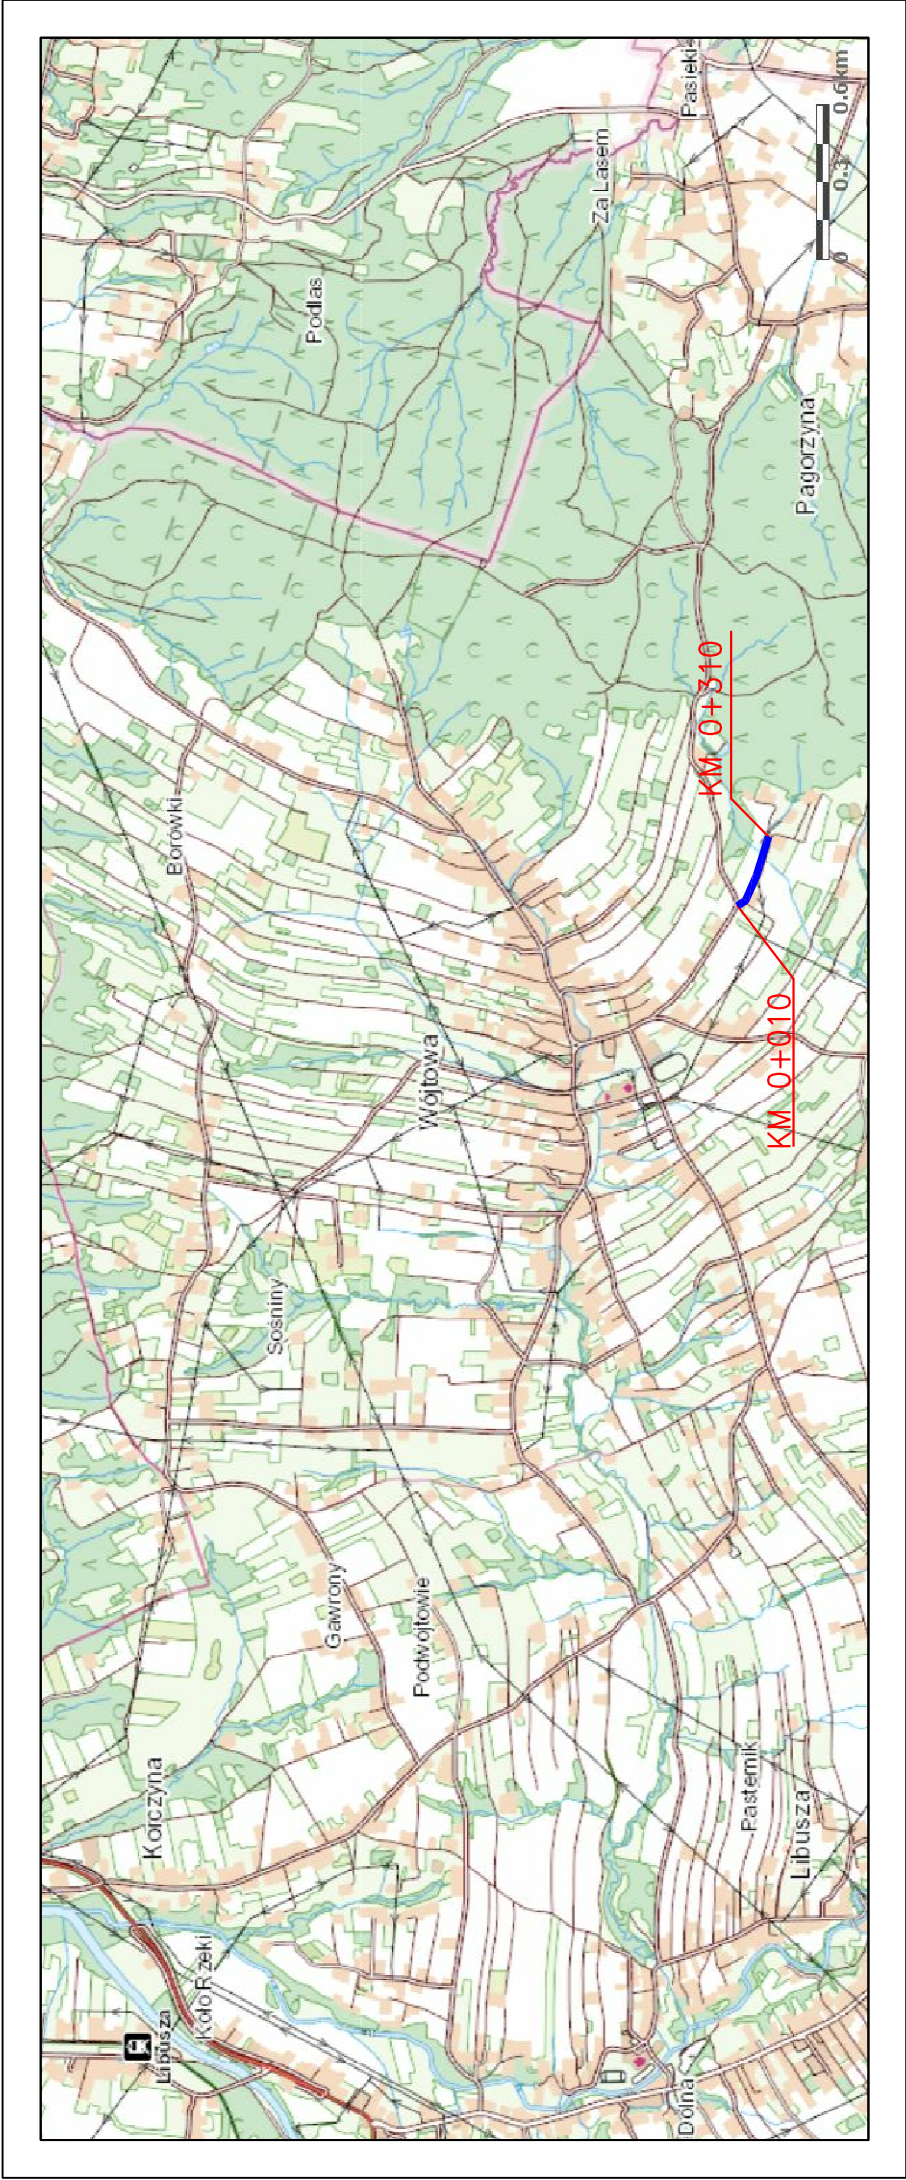 Pasieki
Za Lasem
0
0.3
0.6km
Podlas
Pagorzyna
KM 0+310
Borówki
KM 0+010
Wójtowa
Sośniny
Gawrony
Podwójtowie
Korczyna
Pasternik
Libusza
Koło Rzeki
Libusza
Dolna